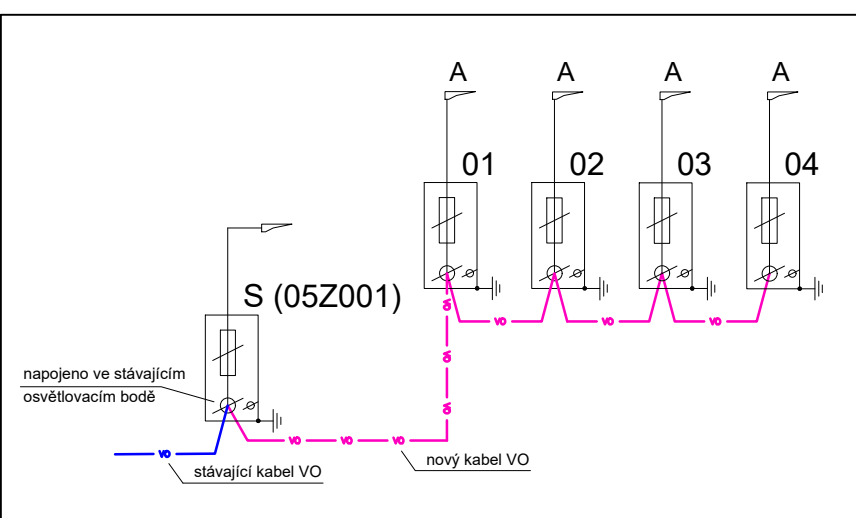 A A A A
01 02 03 04
S (05Z001)
VO VO VO
VO
VO
napojeno ve stávajícím
osvětlovacím bodě
VO
VO VO VO VO
nový kabel VO
stávající kabel VO